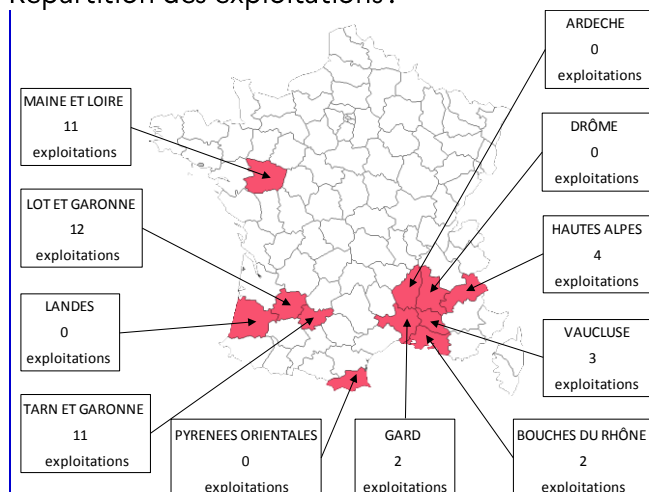 Répartition des exploitations :
ARDECHE
0
exploitations
MAINE ET LOIRE
11
exploitations
DRÔME
0
exploitations
LOT ET GARONNE
12
exploitations
HAUTES ALPES
4
exploitations
LANDES
0
exploitations
VAUCLUSE
3
exploitations
TARN ET GARONNE
11
exploitations
PYRENEES ORIENTALES
0
exploitations
GARD
2
exploitations
BOUCHES DU RHÔNE
2
exploitations